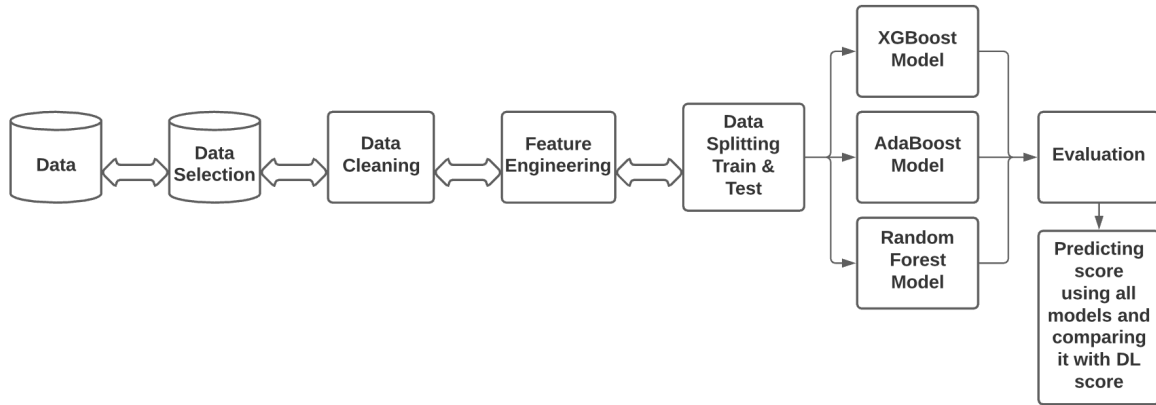 Data
Data
Selection
Data
Cleaning
Feature
Engineering
Data
Splitting
Train &
Test
XGBoost
Model
AdaBoost
Model
Random
Forest
Model
Evaluation
Predicting
score
using all
models and
comparing
it with DL
score